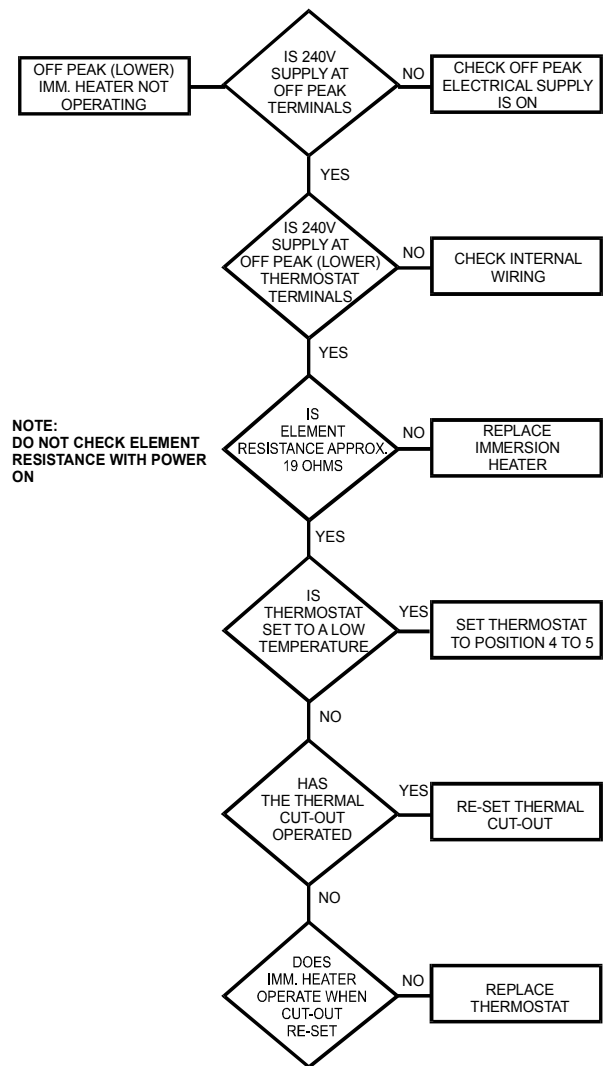 OFF PEAK (LOWER)
IMM. HEATER NOT
OPERATING
IS 240V
SUPPLY AT
OFF PEAK
TERMINALS
NO
CHECK OFF PEAK
ELECTRICAL SUPPLY
IS ON
YES
IS 240V
SUPPLY AT
OFF PEAK (LOWER)
THERMOSTAT
TERMINALS
NO
CHECK INTERNAL
WIRING
YES
NOTE:
DO NOT CHECK ELEMENT
RESISTANCE WITH POWER
ON
IS
ELEMENT
RESISTANCE APPROX.
19 OHMS
NO
REPLACE
IMMERSION
HEATER
YES
IS
THERMOSTAT
SET TO A LOW
TEMPERATURE
YES
SET THERMOSTAT
TO POSITION 4 TO 5
NO
HAS
THE THERMAL
CUT-OUT
OPERATED
YES
RE-SET THERMAL
CUT-OUT
NO
DOES
IMM. HEATER
OPERATE WHEN
CUT-OUT
RE-SET
NO
REPLACE
THERMOSTAT